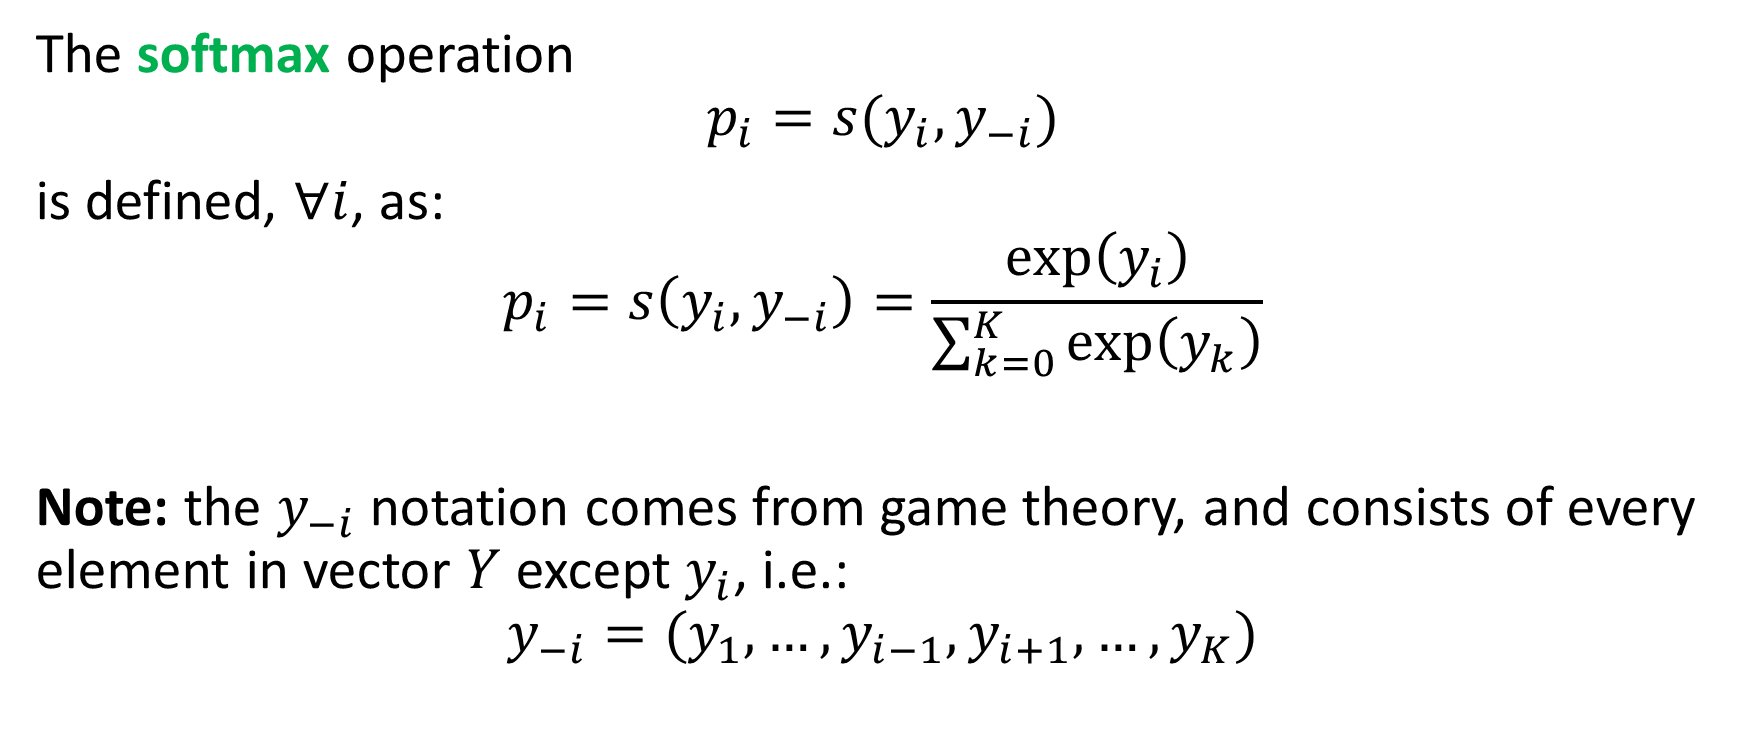 The softmax operation
p_i = s(y_i, y_{-i})
is defined, ∀i, as:
p_i = s(y_i, y_{-i}) = \frac{exp(y_i)}{\sum_{k=0}^{K} exp(y_k)}
Note: the y_{-i} notation comes from game theory, and consists of every
element in vector Y except y_i, i.e.:
y_{-i} = (y_1, … , y_{i-1}, y_{i+1}, … , y_K)